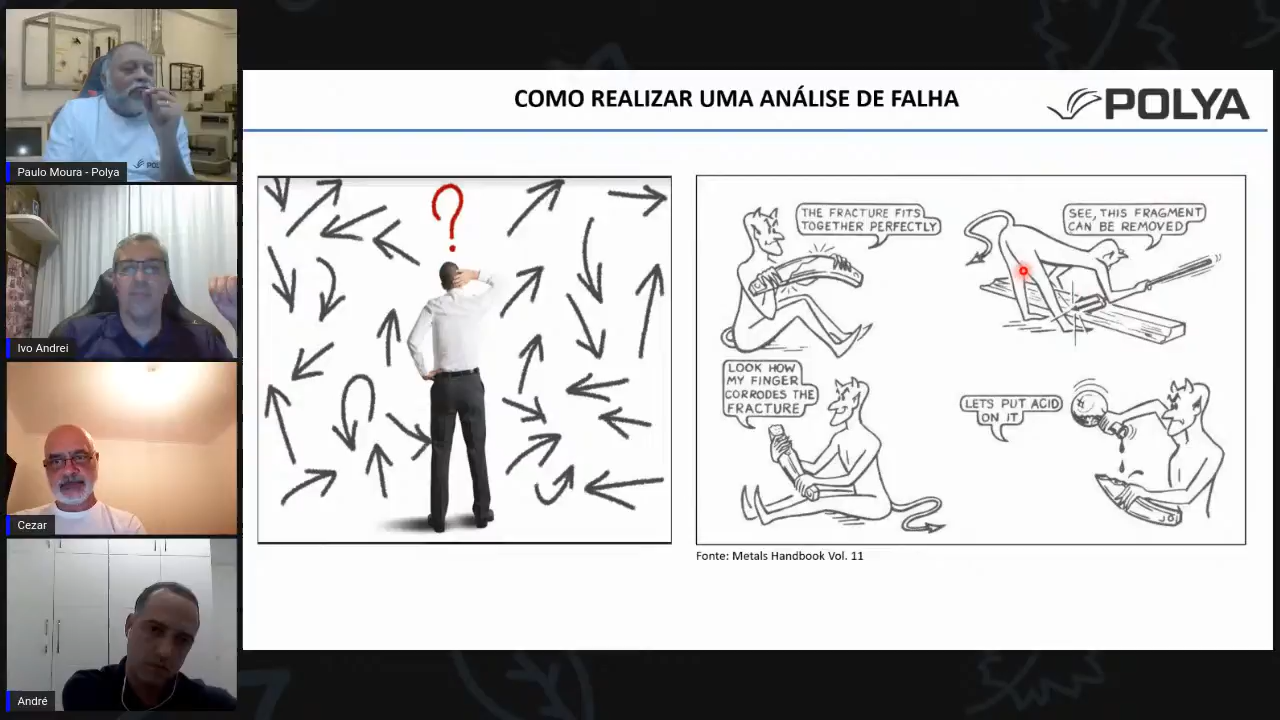 COMO REALIZAR UMA ANÁLISE DE FALHA
POLYA
Paulo Moura - Polya
Ivo Andrei
Cezar
André
?
THE FRACTURE FITS
TOGETHER PERFECTLY
SEE, THIS FRAGMENT
CAN BE REMOVED
LOOK HOW
MY FINGER
CORRODES THE
FRACTURE
LETS PUT ACID
ON IT
Fonte: Metals Handbook Vol. 11